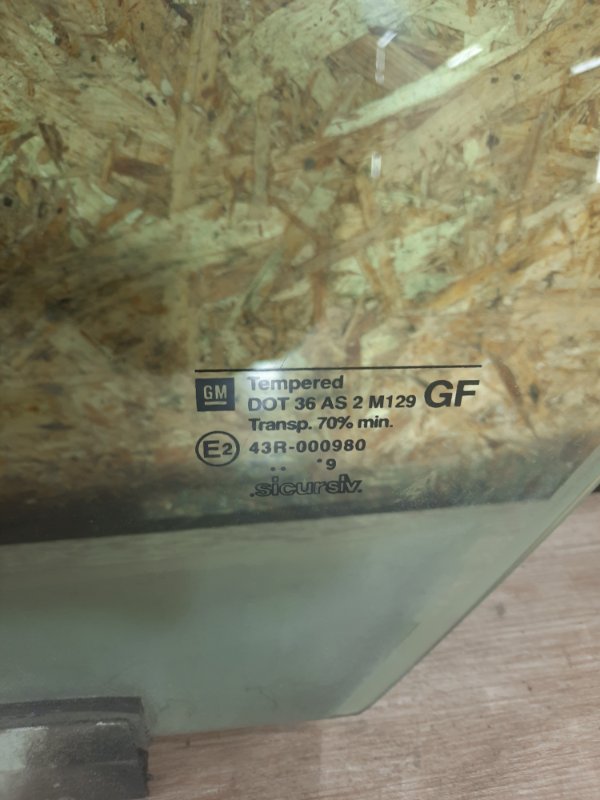 GM Tempered
DOT 36 AS 2 M129 GF
Transp. 70% min.
E2 43R-000980
.. .9
.sicursiv.